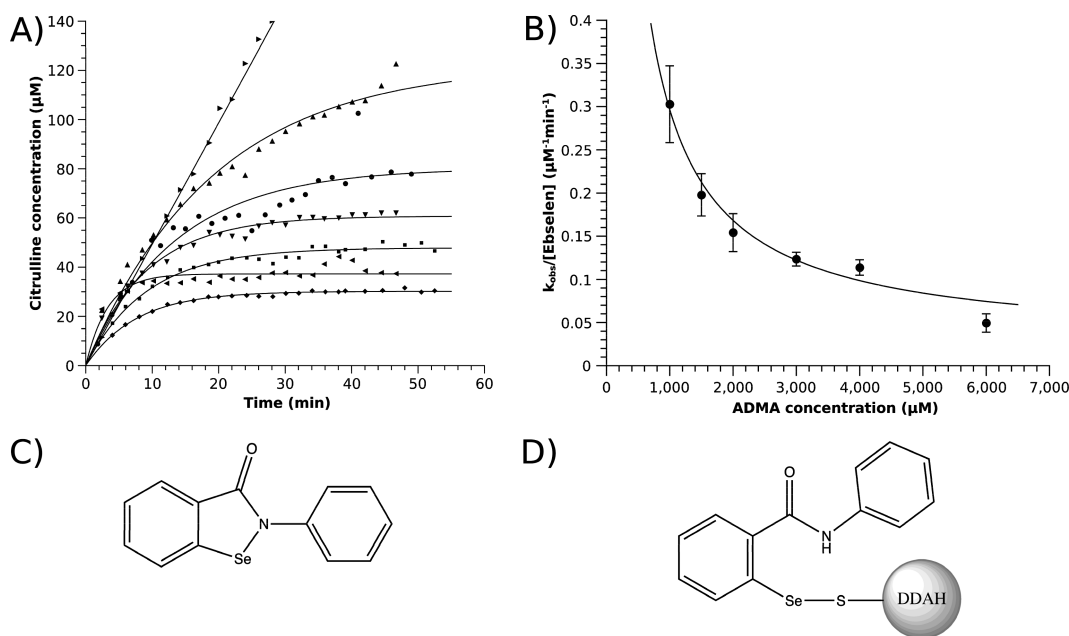 A)
Citrulline concentration (µM)
140
120
100
80
60
40
20
0
0 10 20 30 40 50 60
Time (min)
B)
kobs/[Ebselen] (µM-1min-1)
0.4
0.35
0.3
0.25
0.2
0.15
0.1
0.05
0
0 1,000 2,000 3,000 4,000 5,000 6,000 7,000
ADMA concentration (µM)
C)
O
N
Se
D)
O
N
H
Se S DDAH